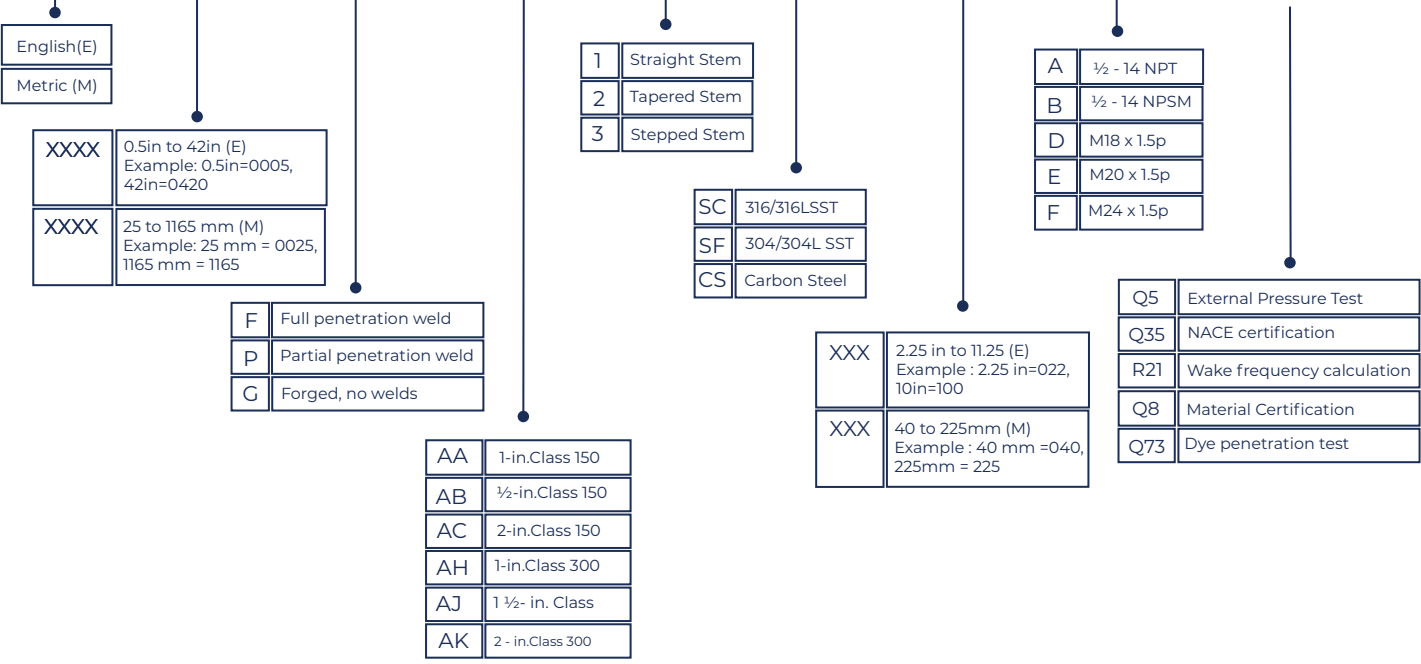 English(E)
Metric (M)
XXXX
0.5in to 42in (E)
Example: 0.5in=0005,
42in=0420
XXXX
25 to 1165 mm (M)
Example: 25 mm = 0025,
1165 mm = 1165
F Full penetration weld
P Partial penetration weld
G Forged, no welds
AA 1-in.Class 150
AB ½-in.Class 150
AC 2-in.Class 150
AH 1-in.Class 300
AJ 1 ½- in. Class
AK 2 - in.Class 300
1 Straight Stem
2 Tapered Stem
3 Stepped Stem
SC 316/316LSST
SF 304/304L SST
CS Carbon Steel
XXX
2.25 in to 11.25 (E)
Example : 2.25 in=022,
10in=100
XXX
40 to 225mm (M)
Example : 40 mm =040,
225mm = 225
A ½ - 14 NPT
B ½ - 14 NPSM
D M18 x 1.5p
E M20 x 1.5p
F M24 x 1.5p
Q5 External Pressure Test
Q35 NACE certification
R21 Wake frequency calculation
Q8 Material Certification
Q73 Dye penetration test